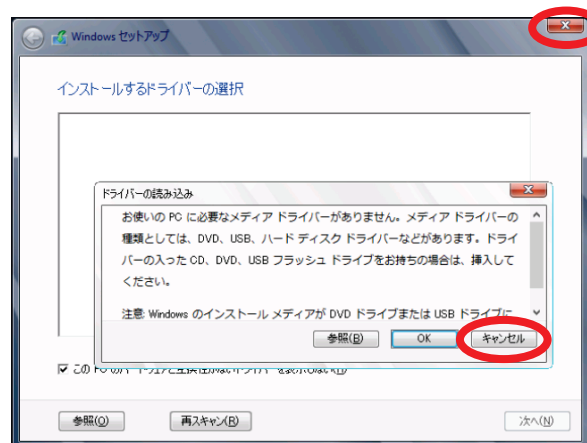 Windows セットアップ
インストールするドライバーの選択
ドライバーの読み込み
お使いの PC に必要なメディア ドライバーがありません。メディア ドライバーの
種類としては、DVD、USB、ハード ディスク ドライバーなどがあります。ドライ
バーの入った CD、DVD、USB フラッシュ ドライブをお持ちの場合は、挿入して
ください。
注意: Windows のインストール メディアが DVD ドライブまたは USB ドライブに
参照(B) OK キャンセル
この
参照(O) 再スキャン(R) 次へ(N)